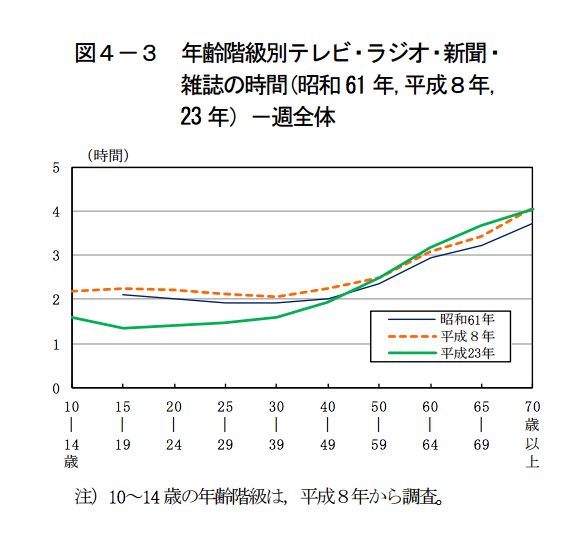 図４－３　年齢階級別テレビ・ラジオ・新聞・
雑誌の時間（昭和 61 年，平成８年，
23 年）－週全体
（時間）
5
4
3
2
1
0
昭和61年
平成８年
平成23年
10｜14歳
15｜19
20｜24
25｜29
30｜39
40｜49
50｜59
60｜64
65｜69
70歳以上
注）10～14 歳の年齢階級は，平成８年から調査。